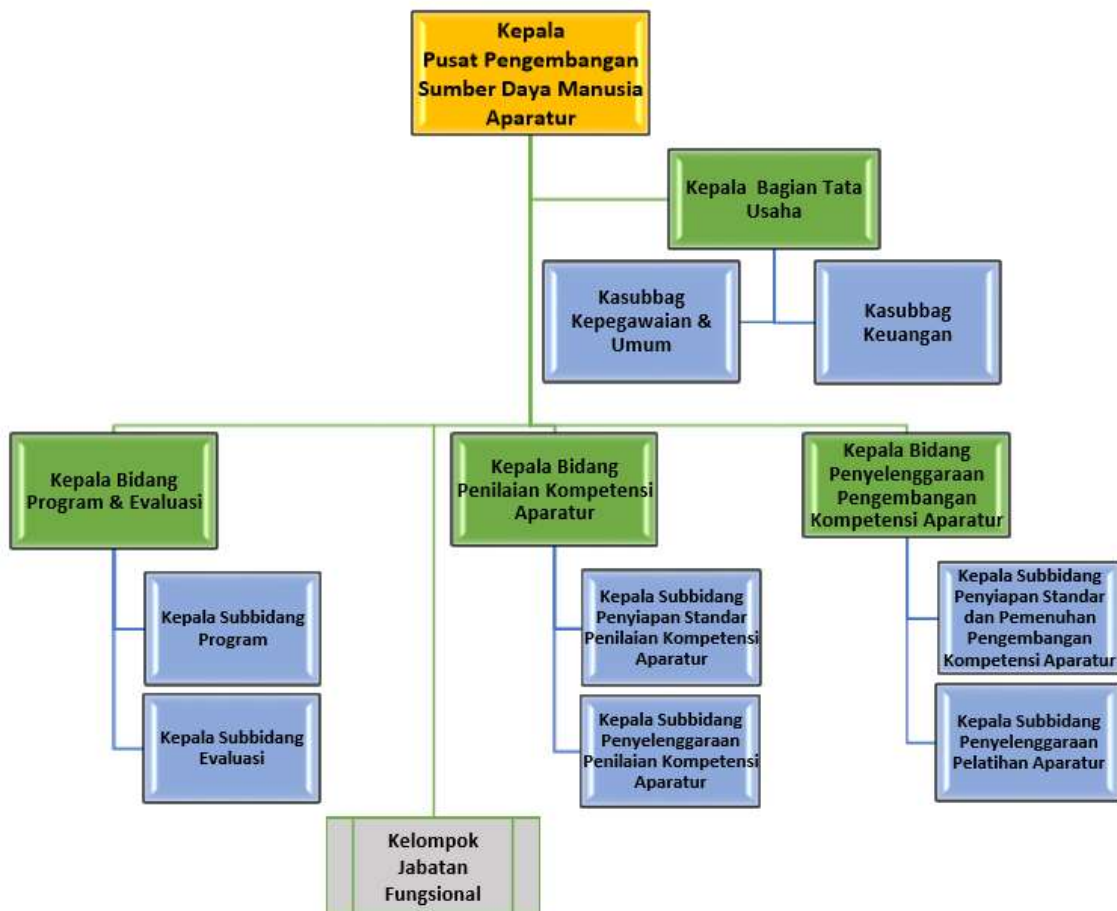 Kepala
Pusat Pengembangan
Sumber Daya Manusia
Aparatur
Kepala Bagian Tata
Usaha
Kasubbag
Kepegawaian &
Umum
Kasubbag
Keuangan
Kepala Bidang
Program & Evaluasi
Kepala Bidang
Penilaian Kompetensi
Aparatur
Kepala Bidang
Penyelenggaraan
Pengembangan
Kompetensi Aparatur
Kepala Subbidang
Program
Kepala Subbidang
Penyiapan Standar
Penilaian Kompetensi
Aparatur
Kepala Subbidang
Penyiapan Standar
dan Pemenuhan
Pengembangan
Kompetensi Aparatur
Kepala Subbidang
Evaluasi
Kepala Subbidang
Penyelenggaraan
Penilaian Kompetensi
Aparatur
Kepala Subbidang
Penyelenggaraan
Pelatihan Aparatur
Kelompok
Jabatan
Fungsional